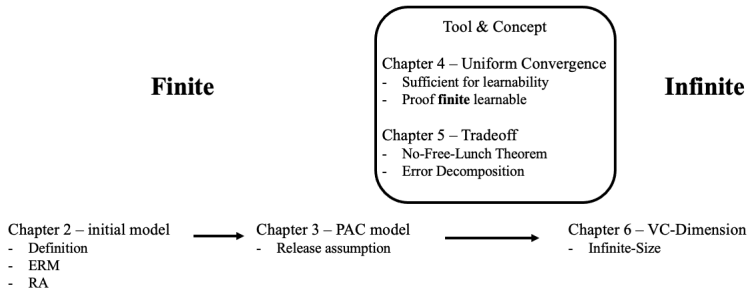 Tool & Concept
Chapter 4 – Uniform Convergence
- Sufficient for learnability
- Proof finite learnable
Chapter 5 – Tradeoff
- No-Free-Lunch Theorem
- Error Decomposition
Finite
Infinite
Chapter 2 – initial model
- Definition
- ERM
- RA
Chapter 3 – PAC model
- Release assumption
Chapter 6 – VC-Dimension
- Infinite-Size